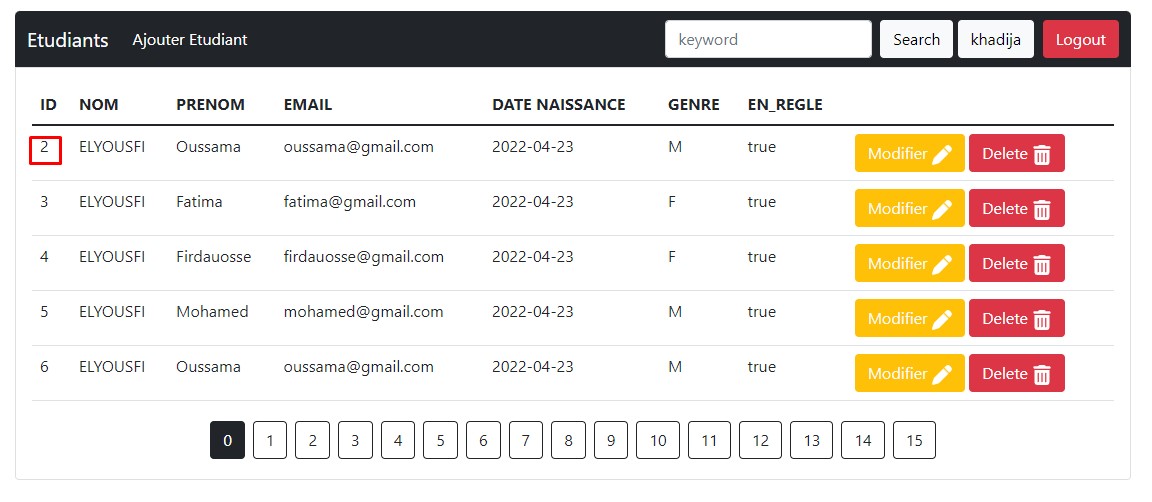 Etudiants Ajouter Etudiant keyword Search khadija Logout
ID NOM PRENOM EMAIL DATE NAISSANCE GENRE EN_REGLE
2 ELYOUSFI Oussama oussama@gmail.com 2022-04-23 M true Modifier Delete
3 ELYOUSFI Fatima fatima@gmail.com 2022-04-23 F true Modifier Delete
4 ELYOUSFI Firdauosse firdauosse@gmail.com 2022-04-23 F true Modifier Delete
5 ELYOUSFI Mohamed mohamed@gmail.com 2022-04-23 M true Modifier Delete
6 ELYOUSFI Oussama oussama@gmail.com 2022-04-23 M true Modifier Delete
0 1 2 3 4 5 6 7 8 9 10 11 12 13 14 15